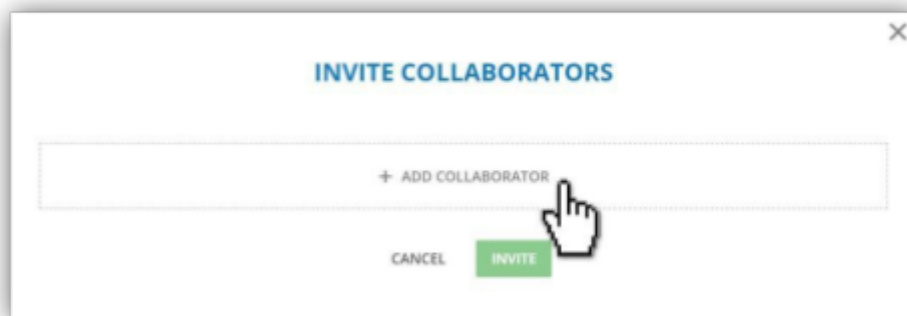 INVITE COLLABORATORS
+ ADD COLLABORATOR
CANCEL INVITE